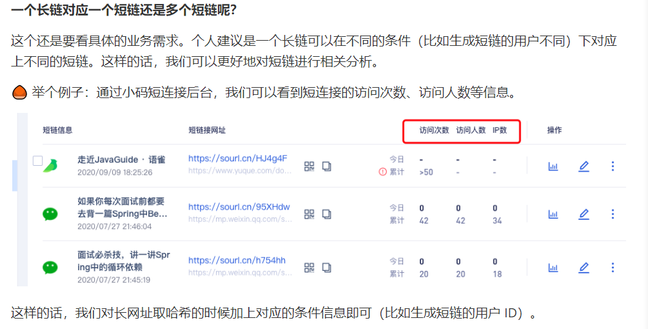 一个长链对应一个短链还是多个短链呢？
这个还是要看具体的业务需求。个人建议是一个长链可以在不同的条件（比如生成短链的用户不同）下对应
上不同的短链。这样的话，我们可以更好地对短链进行相关分析。
举个例子：通过小码短连接后台，我们可以看到短连接的访问次数、访问人数等信息。
短链信息 短链接网址 访问次数 访问人数 IP数 操作
走近JavaGuide · 语雀 https://sourl.cn/HJ4g4F 今日 - - -
2020/09/09 18:25:26 https://www.yuque.com/do... 累计 >50 - -
如果你每次面试前都要 https://sourl.cn/95XHdw 今日 0 0 0
去背一篇Spring中Be... https://mp.weixin.qq.com/s... 累计 42 42 34
2020/07/27 21:46:04
面试必杀技，讲一讲Spr https://sourl.cn/h754hh 今日 0 0 0
ing中的循环依赖 https://mp.weixin.qq.com/s... 累计 20 20 18
2020/07/27 21:45:19
这样的话，我们对长网址取哈希的时候加上对应的条件信息即可（比如生成短链的用户 ID）。